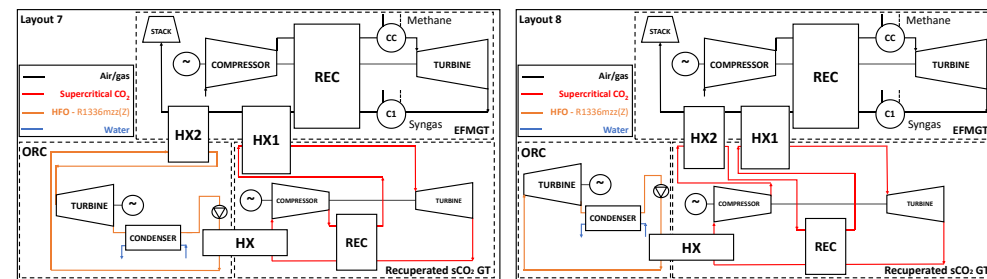 Layout 7
STACK
Methane
CC
~
COMPRESSOR
REC
TURBINE
Air/gas
Supercritical CO₂
HFO - R1336mzz(Z)
Water
C1
Syngas
EFMGT
HX2
HX1
ORC
TURBINE
~
CONDENSER
~
COMPRESSOR
TURBINE
HX
REC
Recuperated sCO₂ GT
Layout 8
STACK
Methane
CC
~
COMPRESSOR
REC
TURBINE
Air/gas
Supercritical CO₂
HFO - R1336mzz(Z)
Water
C1
Syngas
EFMGT
HX2
HX1
ORC
TURBINE
~
CONDENSER
~
COMPRESSOR
TURBINE
HX
REC
Recuperated sCO₂ GT